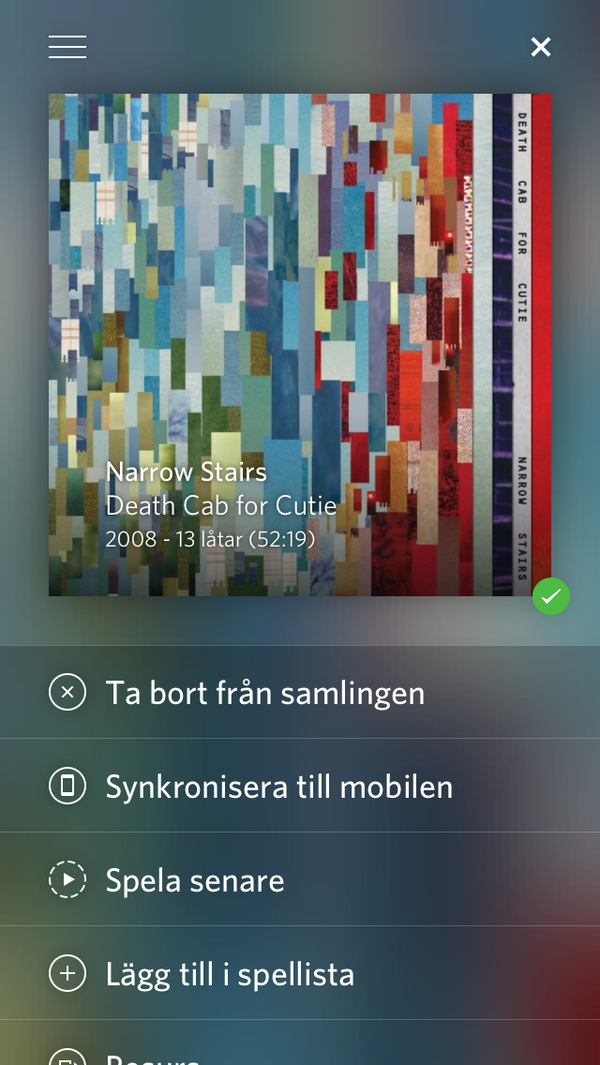 DEATH CAB FOR CUTIE NARROW STAIRS
Narrow Stairs
Death Cab for Cutie
2008 - 13 låtar (52:19)
Ta bort från samlingen
Synkronisera till mobilen
Spela senare
Lägg till i spellista